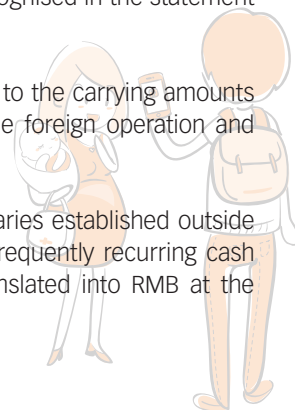 ognised in the statement
to the carrying amounts
e foreign operation and
aries established outside
requently recurring cash
nslated into RMB at the